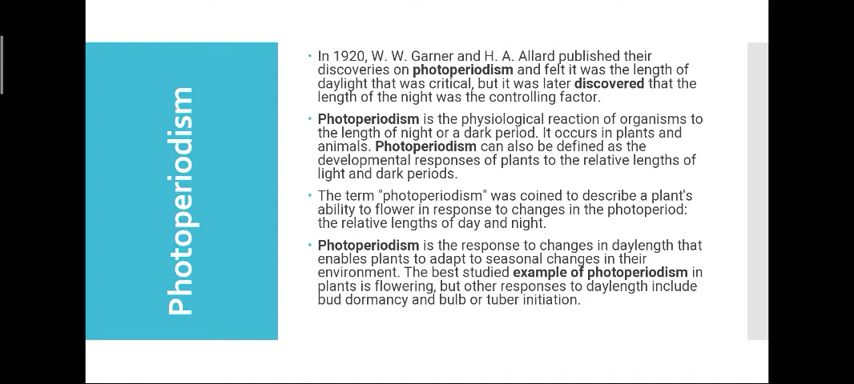 Photoperiodism
• In 1920, W. W. Garner and H. A. Allard published their
discoveries on photoperiodism and felt it was the length of
daylight that was critical, but it was later discovered that the
length of the night was the controlling factor.
• Photoperiodism is the physiological reaction of organisms to
the length of night or a dark period. It occurs in plants and
animals. Photoperiodism can also be defined as the
developmental responses of plants to the relative lengths of
light and dark periods.
• The term "photoperiodism" was coined to describe a plant's
ability to flower in response to changes in the photoperiod:
the relative lengths of day and night.
• Photoperiodism is the response to changes in daylength that
enables plants to adapt to seasonal changes in their
environment. The best studied example of photoperiodism in
plants is flowering, but other responses to daylength include
bud dormancy and bulb or tuber initiation.